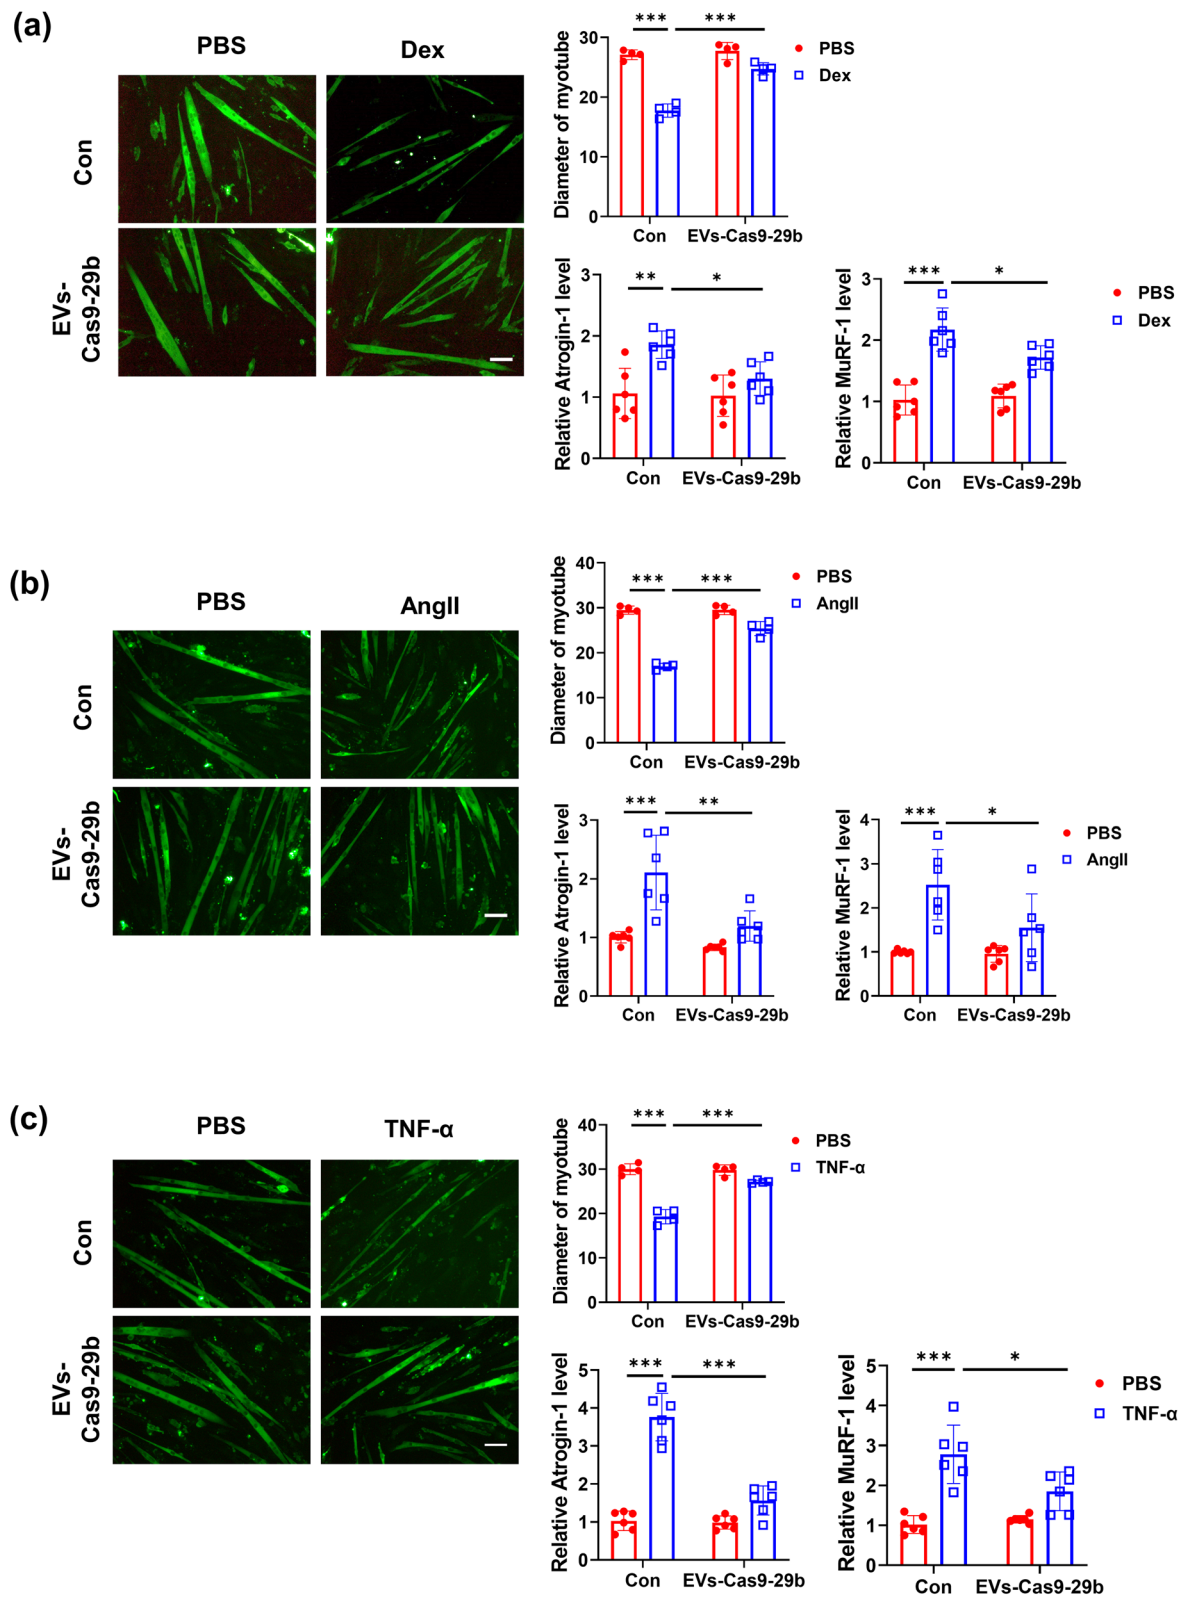 (a)
PBS
Dex
Con
EVs-
Cas9-29b
Diameter of myotube
30
20
10
0
***
***
Con
EVs-Cas9-29b
PBS
Dex
Relative Atrogin-1 level
3
2
1
0
**
*
Con
EVs-Cas9-29b
Relative MuRF-1 level
3
2
1
0
***
*
Con
EVs-Cas9-29b
PBS
Dex
(b)
PBS
AngII
Con
EVs-
Cas9-29b
Diameter of myotube
40
30
20
10
0
***
***
Con
EVs-Cas9-29b
PBS
AngII
Relative Atrogin-1 level
3
2
1
0
***
**
Con
EVs-Cas9-29b
Relative MuRF-1 level
4
3
2
1
0
***
*
Con
EVs-Cas9-29b
PBS
AngII
(c)
PBS
TNF-α
Con
EVs-
Cas9-29b
Diameter of myotube
40
30
20
10
0
***
***
Con
EVs-Cas9-29b
PBS
TNF-α
Relative Atrogin-1 level
5
4
3
2
1
0
***
***
Con
EVs-Cas9-29b
Relative MuRF-1 level
5
4
3
2
1
0
***
*
Con
EVs-Cas9-29b
PBS
TNF-α